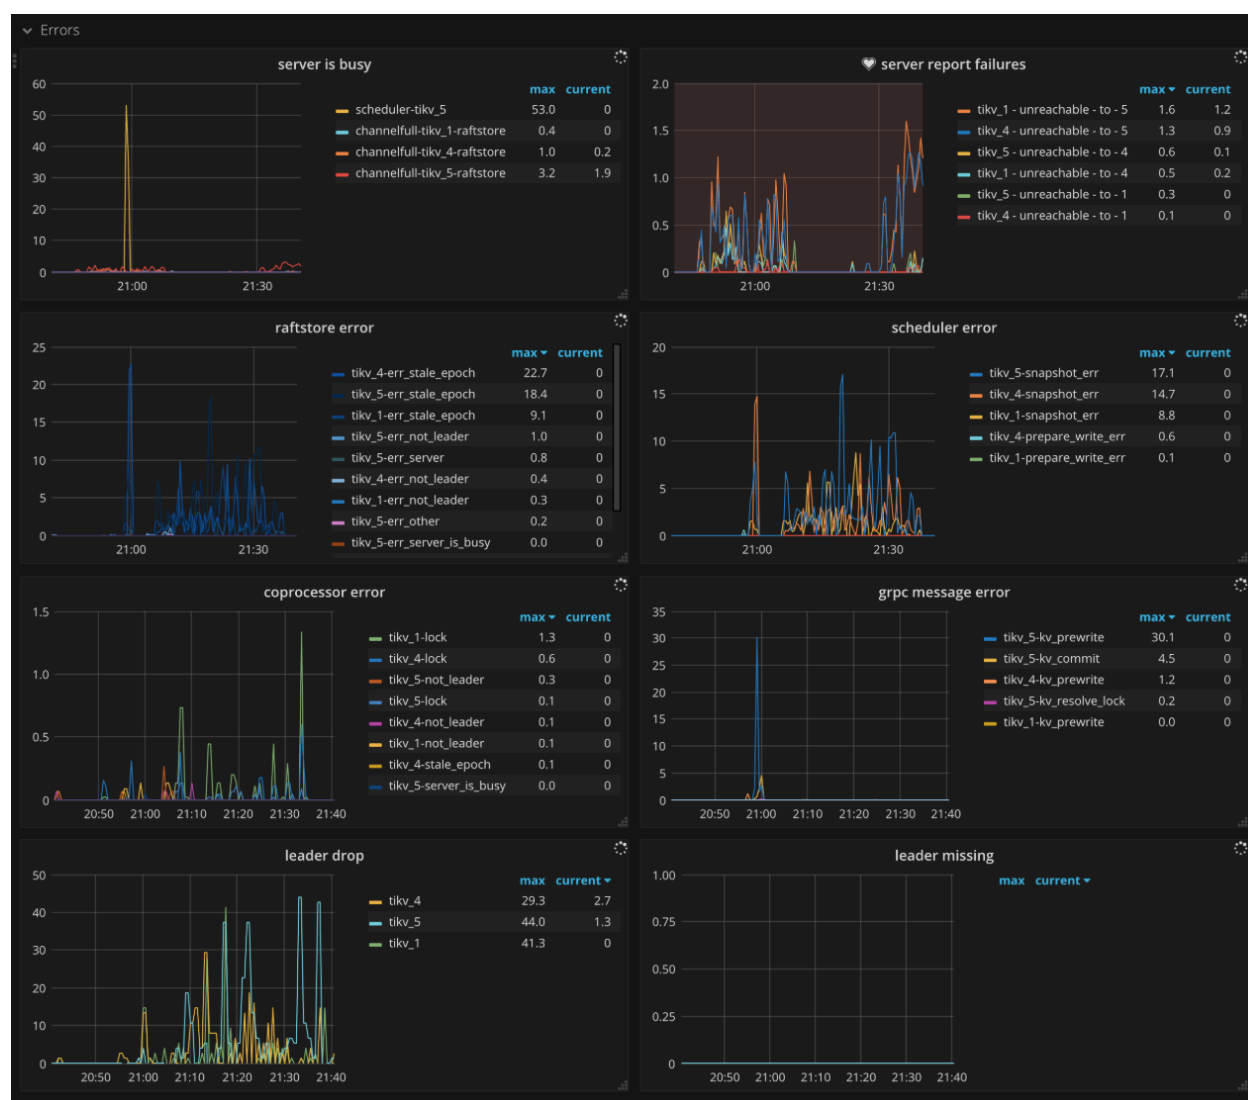 Errors
server is busy
max current
60
50
40
30
20
10
0
21:00 21:30
scheduler-tikv_5 53.0 0
channelfull-tikv_1-raftstore 0.4 0
channelfull-tikv_4-raftstore 1.0 0.2
channelfull-tikv_5-raftstore 3.2 1.9
server report failures
max current
2.0
1.5
1.0
0.5
0
21:00 21:30
tikv_1 - unreachable - to - 5 1.6 1.2
tikv_4 - unreachable - to - 5 1.3 0.9
tikv_5 - unreachable - to - 4 0.6 0.1
tikv_1 - unreachable - to - 4 0.5 0.2
tikv_5 - unreachable - to - 1 0.3 0
tikv_4 - unreachable - to - 1 0.1 0
raftstore error
max current
25
20
15
10
5
0
21:00 21:30
tikv_4-err_stale_epoch 22.7 0
tikv_5-err_stale_epoch 18.4 0
tikv_1-err_stale_epoch 9.1 0
tikv_5-err_not_leader 1.0 0
tikv_5-err_server 0.8 0
tikv_4-err_not_leader 0.4 0
tikv_1-err_not_leader 0.3 0
tikv_5-err_other 0.2 0
tikv_5-err_server_is_busy 0.0 0
scheduler error
max current
20
15
10
5
0
21:00 21:30
tikv_5-snapshot_err 17.1 0
tikv_4-snapshot_err 14.7 0
tikv_1-snapshot_err 8.8 0
tikv_4-prepare_write_err 0.6 0
tikv_1-prepare_write_err 0.1 0
coprocessor error
max current
1.5
1.0
0.5
0
20:50 21:00 21:10 21:20 21:30 21:40
tikv_1-lock 1.3 0
tikv_4-lock 0.6 0
tikv_5-not_leader 0.3 0
tikv_5-lock 0.1 0
tikv_4-not_leader 0.1 0
tikv_1-not_leader 0.1 0
tikv_4-stale_epoch 0.1 0
tikv_5-server_is_busy 0.0 0
grpc message error
max current
35
30
25
20
15
10
5
0
20:50 21:00 21:10 21:20 21:30 21:40
tikv_5-kv_prewrite 30.1 0
tikv_5-kv_commit 4.5 0
tikv_4-kv_prewrite 1.2 0
tikv_5-kv_resolve_lock 0.2 0
tikv_1-kv_prewrite 0.0 0
leader drop
max current
50
40
30
20
10
0
20:50 21:00 21:10 21:20 21:30 21:40
tikv_4 29.3 2.7
tikv_5 44.0 1.3
tikv_1 41.3 0
leader missing
max current
1.00
0.75
0.50
0.25
0
20:50 21:00 21:10 21:20 21:30 21:40